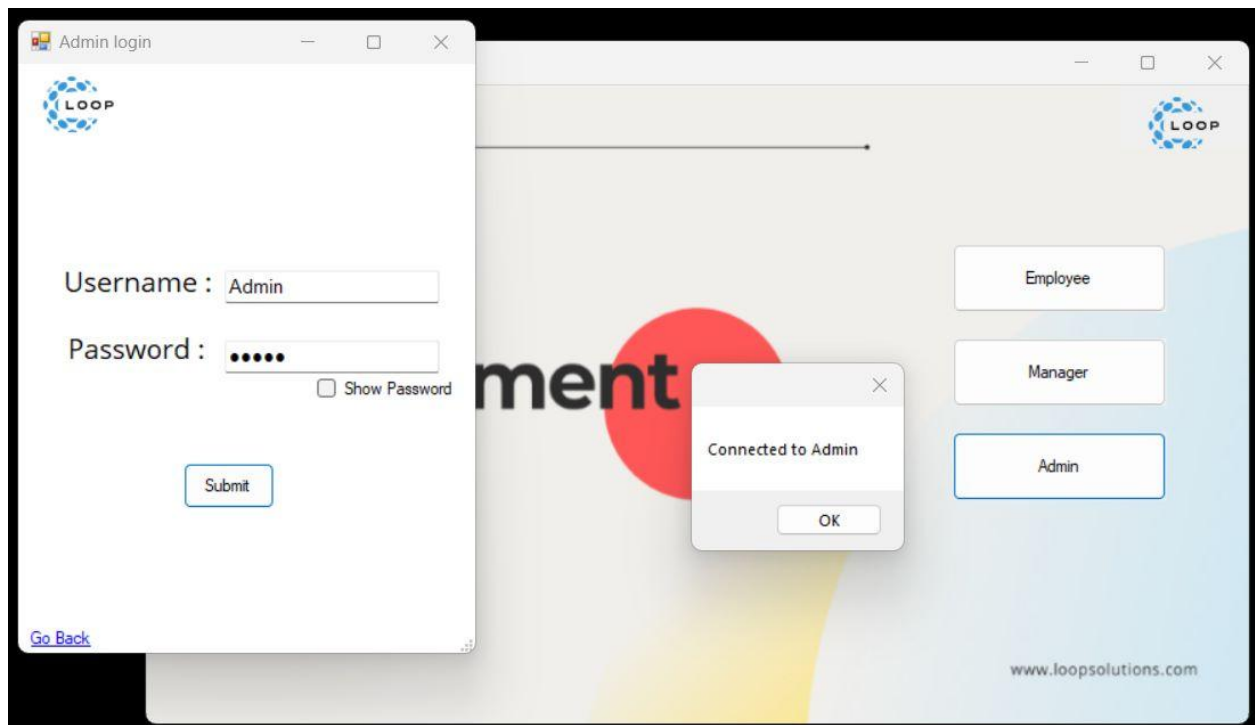 Admin login
LOOP
Username :
Admin
Password :
•••••
Show Password
Submit
Go Back
LOOP
ment
Employee
Manager
Admin
Connected to Admin
OK
www.loopsolutions.com